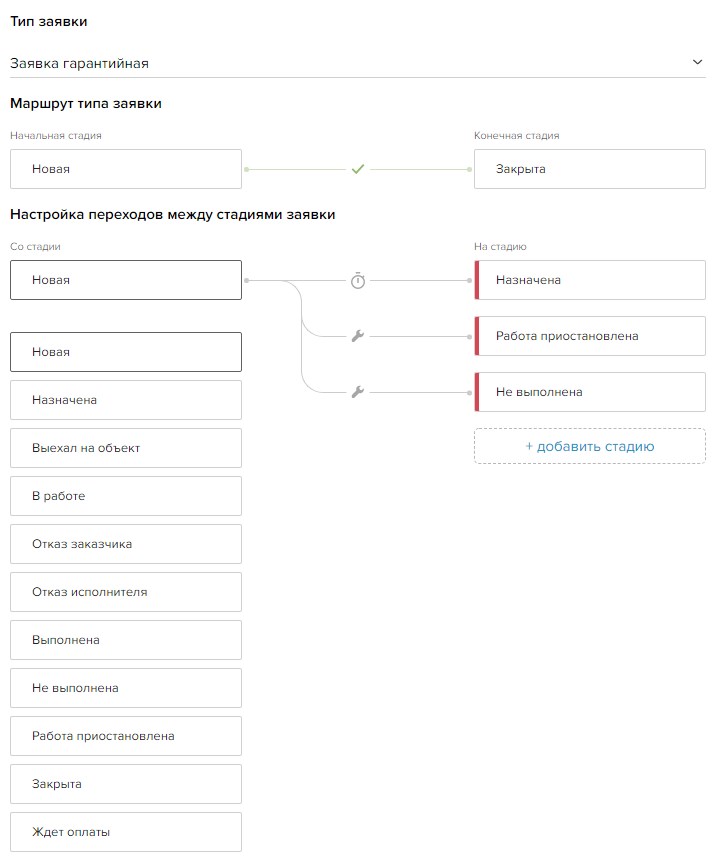 Тип заявки
Заявка гарантийная
Маршрут типа заявки
Начальная стадия
Конечная стадия
Новая
Закрыта
Настройка переходов между стадиями заявки
Со стадии
На стадию
Новая
Назначена
Работа приостановлена
Новая
Не выполнена
Назначена
+ добавить стадию
Выехал на объект
В работе
Отказ заказчика
Отказ исполнителя
Выполнена
Не выполнена
Работа приостановлена
Закрыта
Ждет оплаты